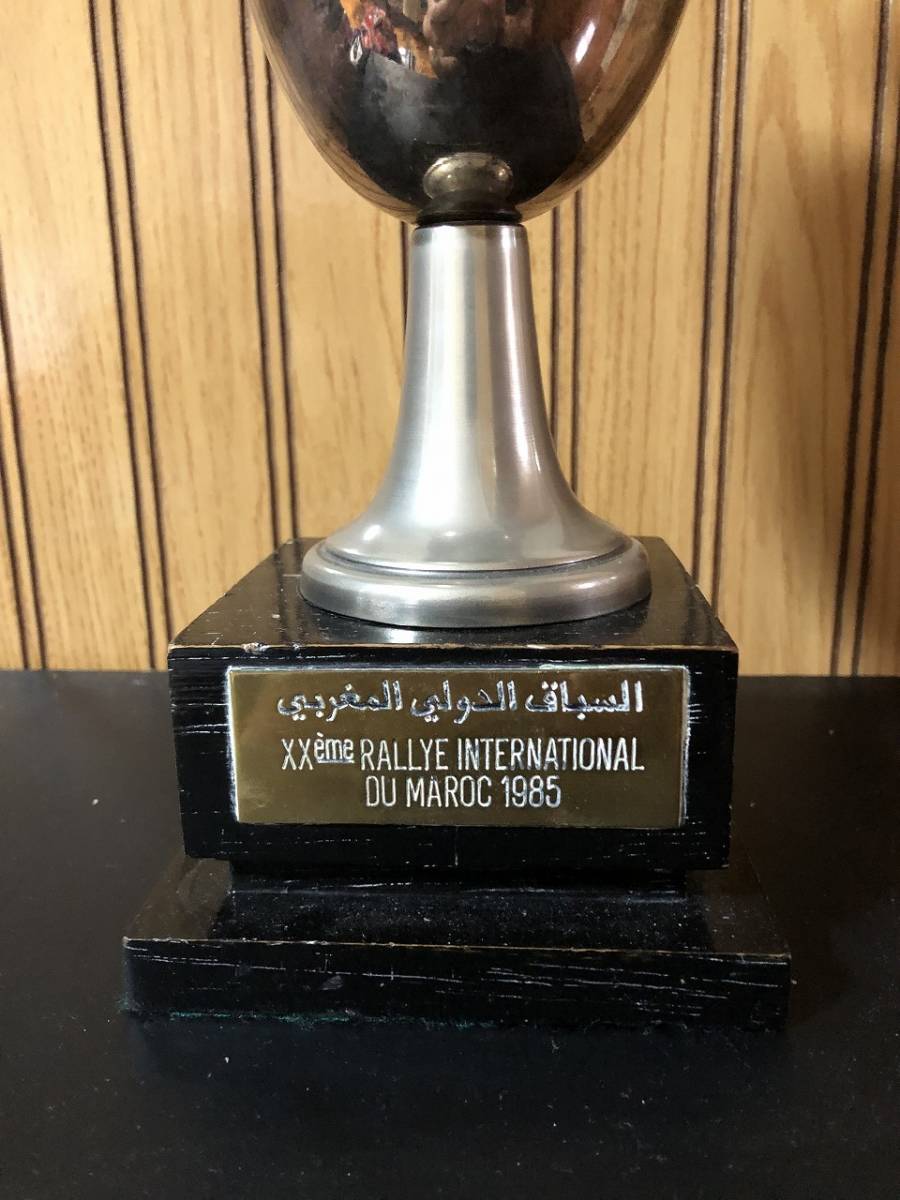 السباق الدولي المغربي
XXème RALLYE INTERNATIONAL
DU MAROC 1985